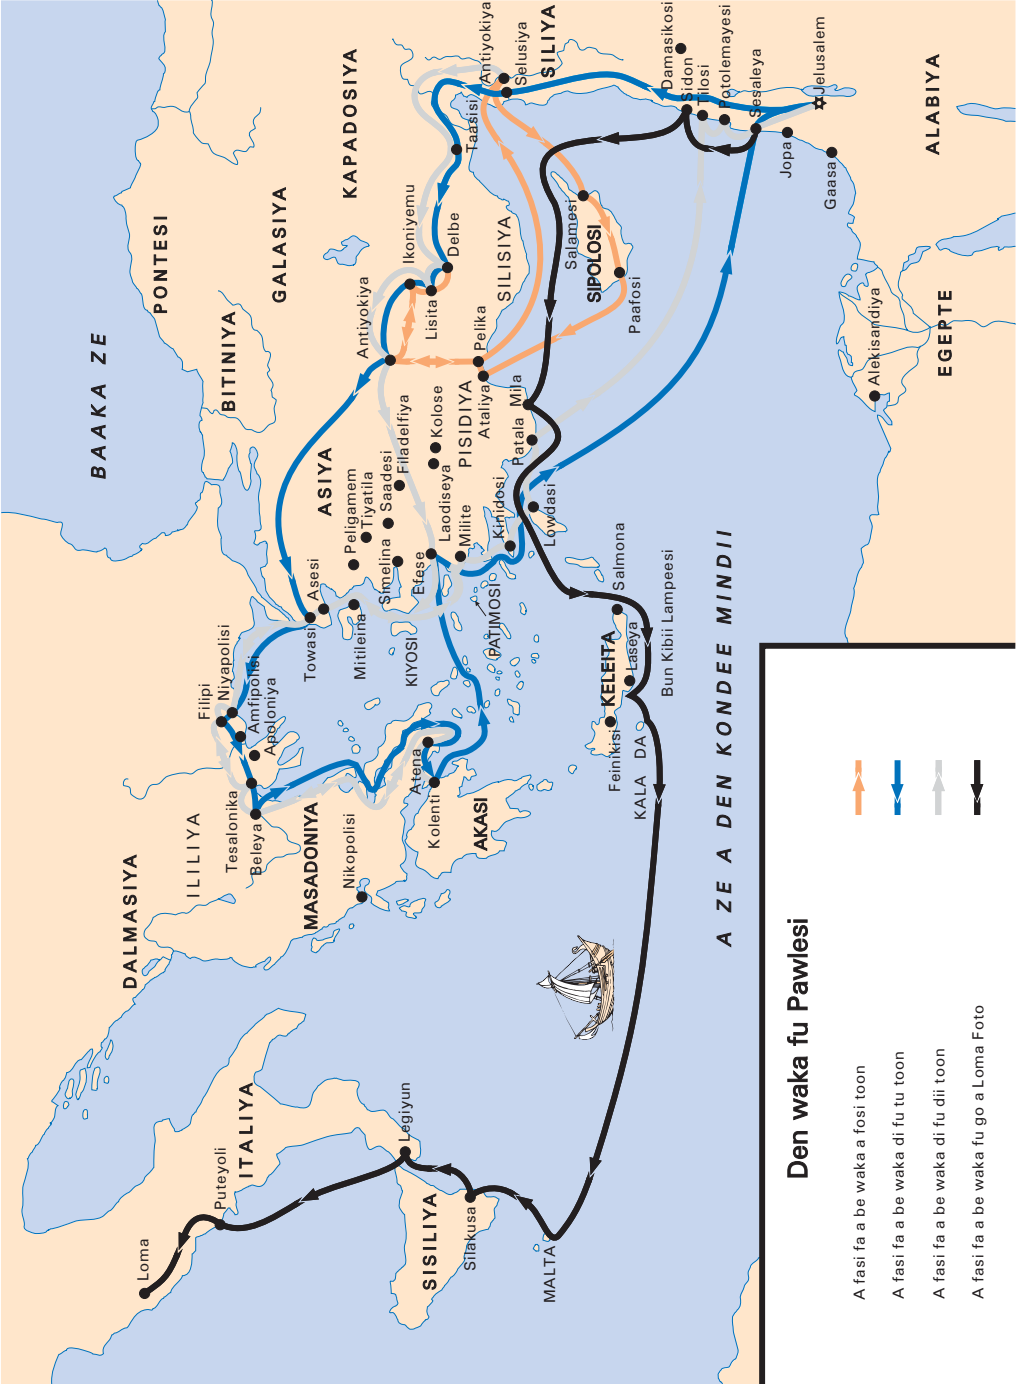 BAAKA ZE
PONTESI
BITINIYA
GALASIYA
KAPADOSIYA
DALMASIYA
ILILIYA
MASADONIYA
ASIYA
PISIDIYA
SILISIYA
SILIYA
ALABIYA
EGEPTE
AKASI
ITALIYA
SISILIYA
MALTA
SIPOLOSI
KELEITA
KALA DA
KIYOSI
PATIMOSI
A ZE A DEN KONDEE MINDII
Loma
Puteyoli
Legiyun
Silakusa
Tesalonika
Beleya
Nikopolisi
Filipi
Niyapolisi
Amfipolisi
Apoloniya
Atena
Kolenti
Towasi
Asesi
Mitileina
Peligamem
Tiyatila
Simelina
Saadesi
Filadelfiya
Efese
Laodiseya
Kolose
Milite
Kinidosi
Lowdasi
Patala
Mila
Ataliya
Pelika
Antiyokiya
Ikoniyemu
Lisita
Delbe
Taasisi
Antiyokiya
Selusiya
Salamesi
Paafosi
Damasikosi
Sidon
Tilosi
Potolemayesi
Sesaleya
Jelusalem
Jopa
Gaasa
Alekisandiya
Salmona
Laseya
Bun Kibii Lampeesi
Feinikisi
Den waka fu Pawlesi
A fasi fa a be waka a fosi toon
A fasi fa a be waka di fu tu toon
A fasi fa a be waka di fu dii toon
A fasi fa a be waka fu go a Loma Foto